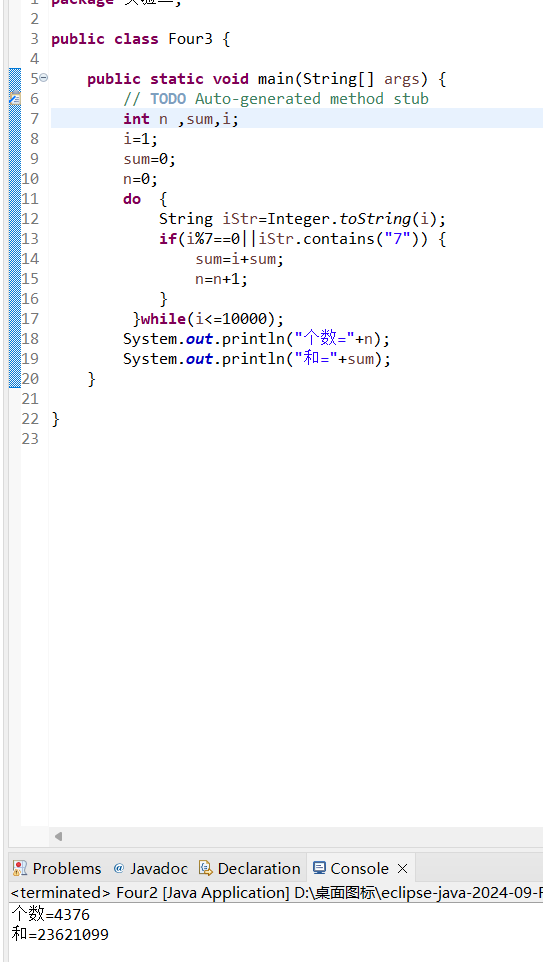 package 实验二;
2
3 public class Four3 {
4
5 public static void main(String[] args) {
6 // TODO Auto-generated method stub
7 int n ,sum,i;
8 i=1;
9 sum=0;
10 n=0;
11 do {
12 String iStr=Integer.toString(i);
13 if(i%7==0||iStr.contains("7")) {
14 sum=i+sum;
15 n=n+1;
16 }
17 }while(i<=10000);
18 System.out.println("个数="+n);
19 System.out.println("和="+sum);
20 }
21
22 }
23
Problems @ Javadoc Declaration Console
<terminated> Four2 [Java Application] D:\桌面图标\eclipse-java-2024-09-
个数=4376
和=23621099